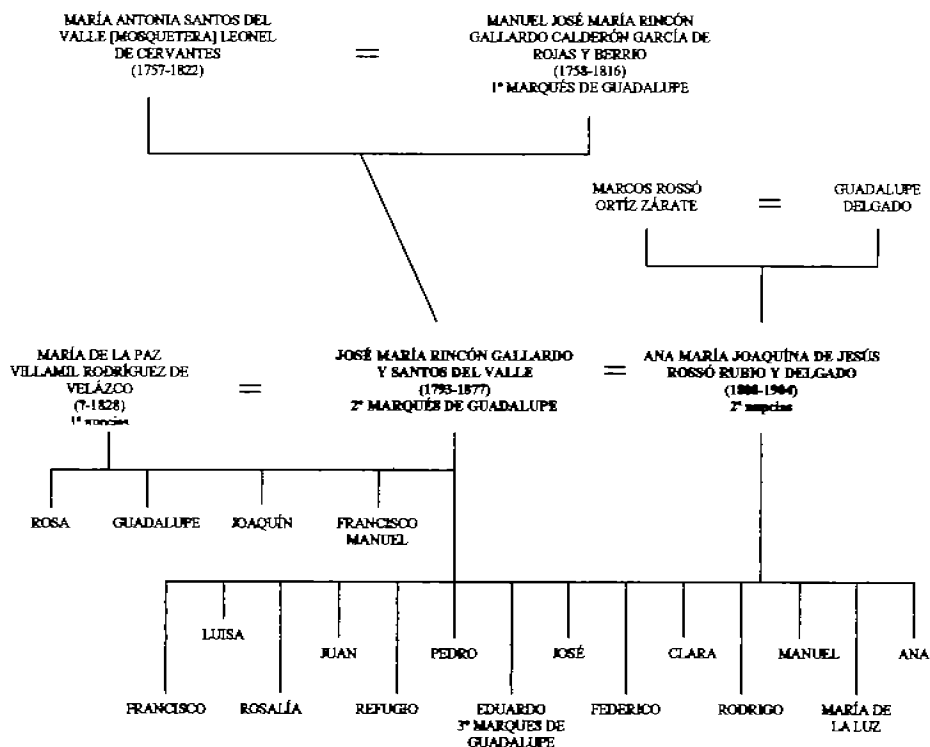 MARÍA ANTONIA SANTOS DEL
VALLE [MOSQUETERA] LEONEL
DE CERVANTES
(1757-1822)
=
MANUEL JOSÉ MARÍA RINCÓN
GALLARDO CALDERÓN GARCÍA DE
ROJAS Y BERRIO
(1758-1816)
1º MARQUÉS DE GUADALUPE
MARCOS ROSSÓ
ORTÍZ ZÁRATE
=
GUADALUPE
DELGADO
MARÍA DE LA PAZ
VILLAMIL RODRÍGUEZ DE
VELÁZCO
(?-1828)
1ª nupcias
=
JOSÉ MARÍA RINCÓN GALLARDO
Y SANTOS DEL VALLE
(1793-1877)
2º MARQUÉS DE GUADALUPE
=
ANA MARÍA JOAQUÍNA DE JESÚS
ROSSÓ RUBIO Y DELGADO
2ª nupcias
ROSA
GUADALUPE
JOAQUÍN
FRANCISCO
MANUEL
LUISA
JUAN
PEDRO
JOSÉ
CLARA
MANUEL
ANA
FRANCISCO
ROSALÍA
REFUGIO
EDUARDO
3º MARQUES DE
GUADALUPE
FEDERICO
RODRIGO
MARÍA DE
LA LUZ